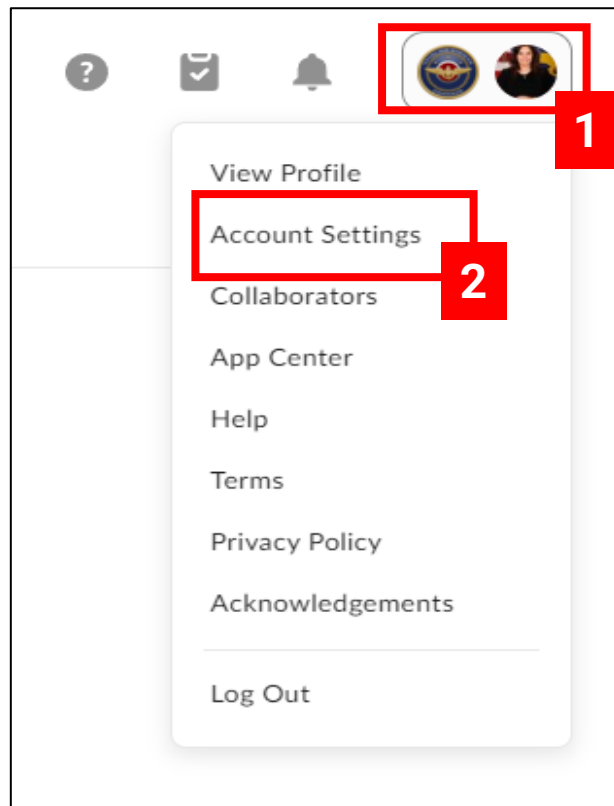 ?
1
View Profile
Account Settings
2
Collaborators
App Center
Help
Terms
Privacy Policy
Acknowledgements
Log Out